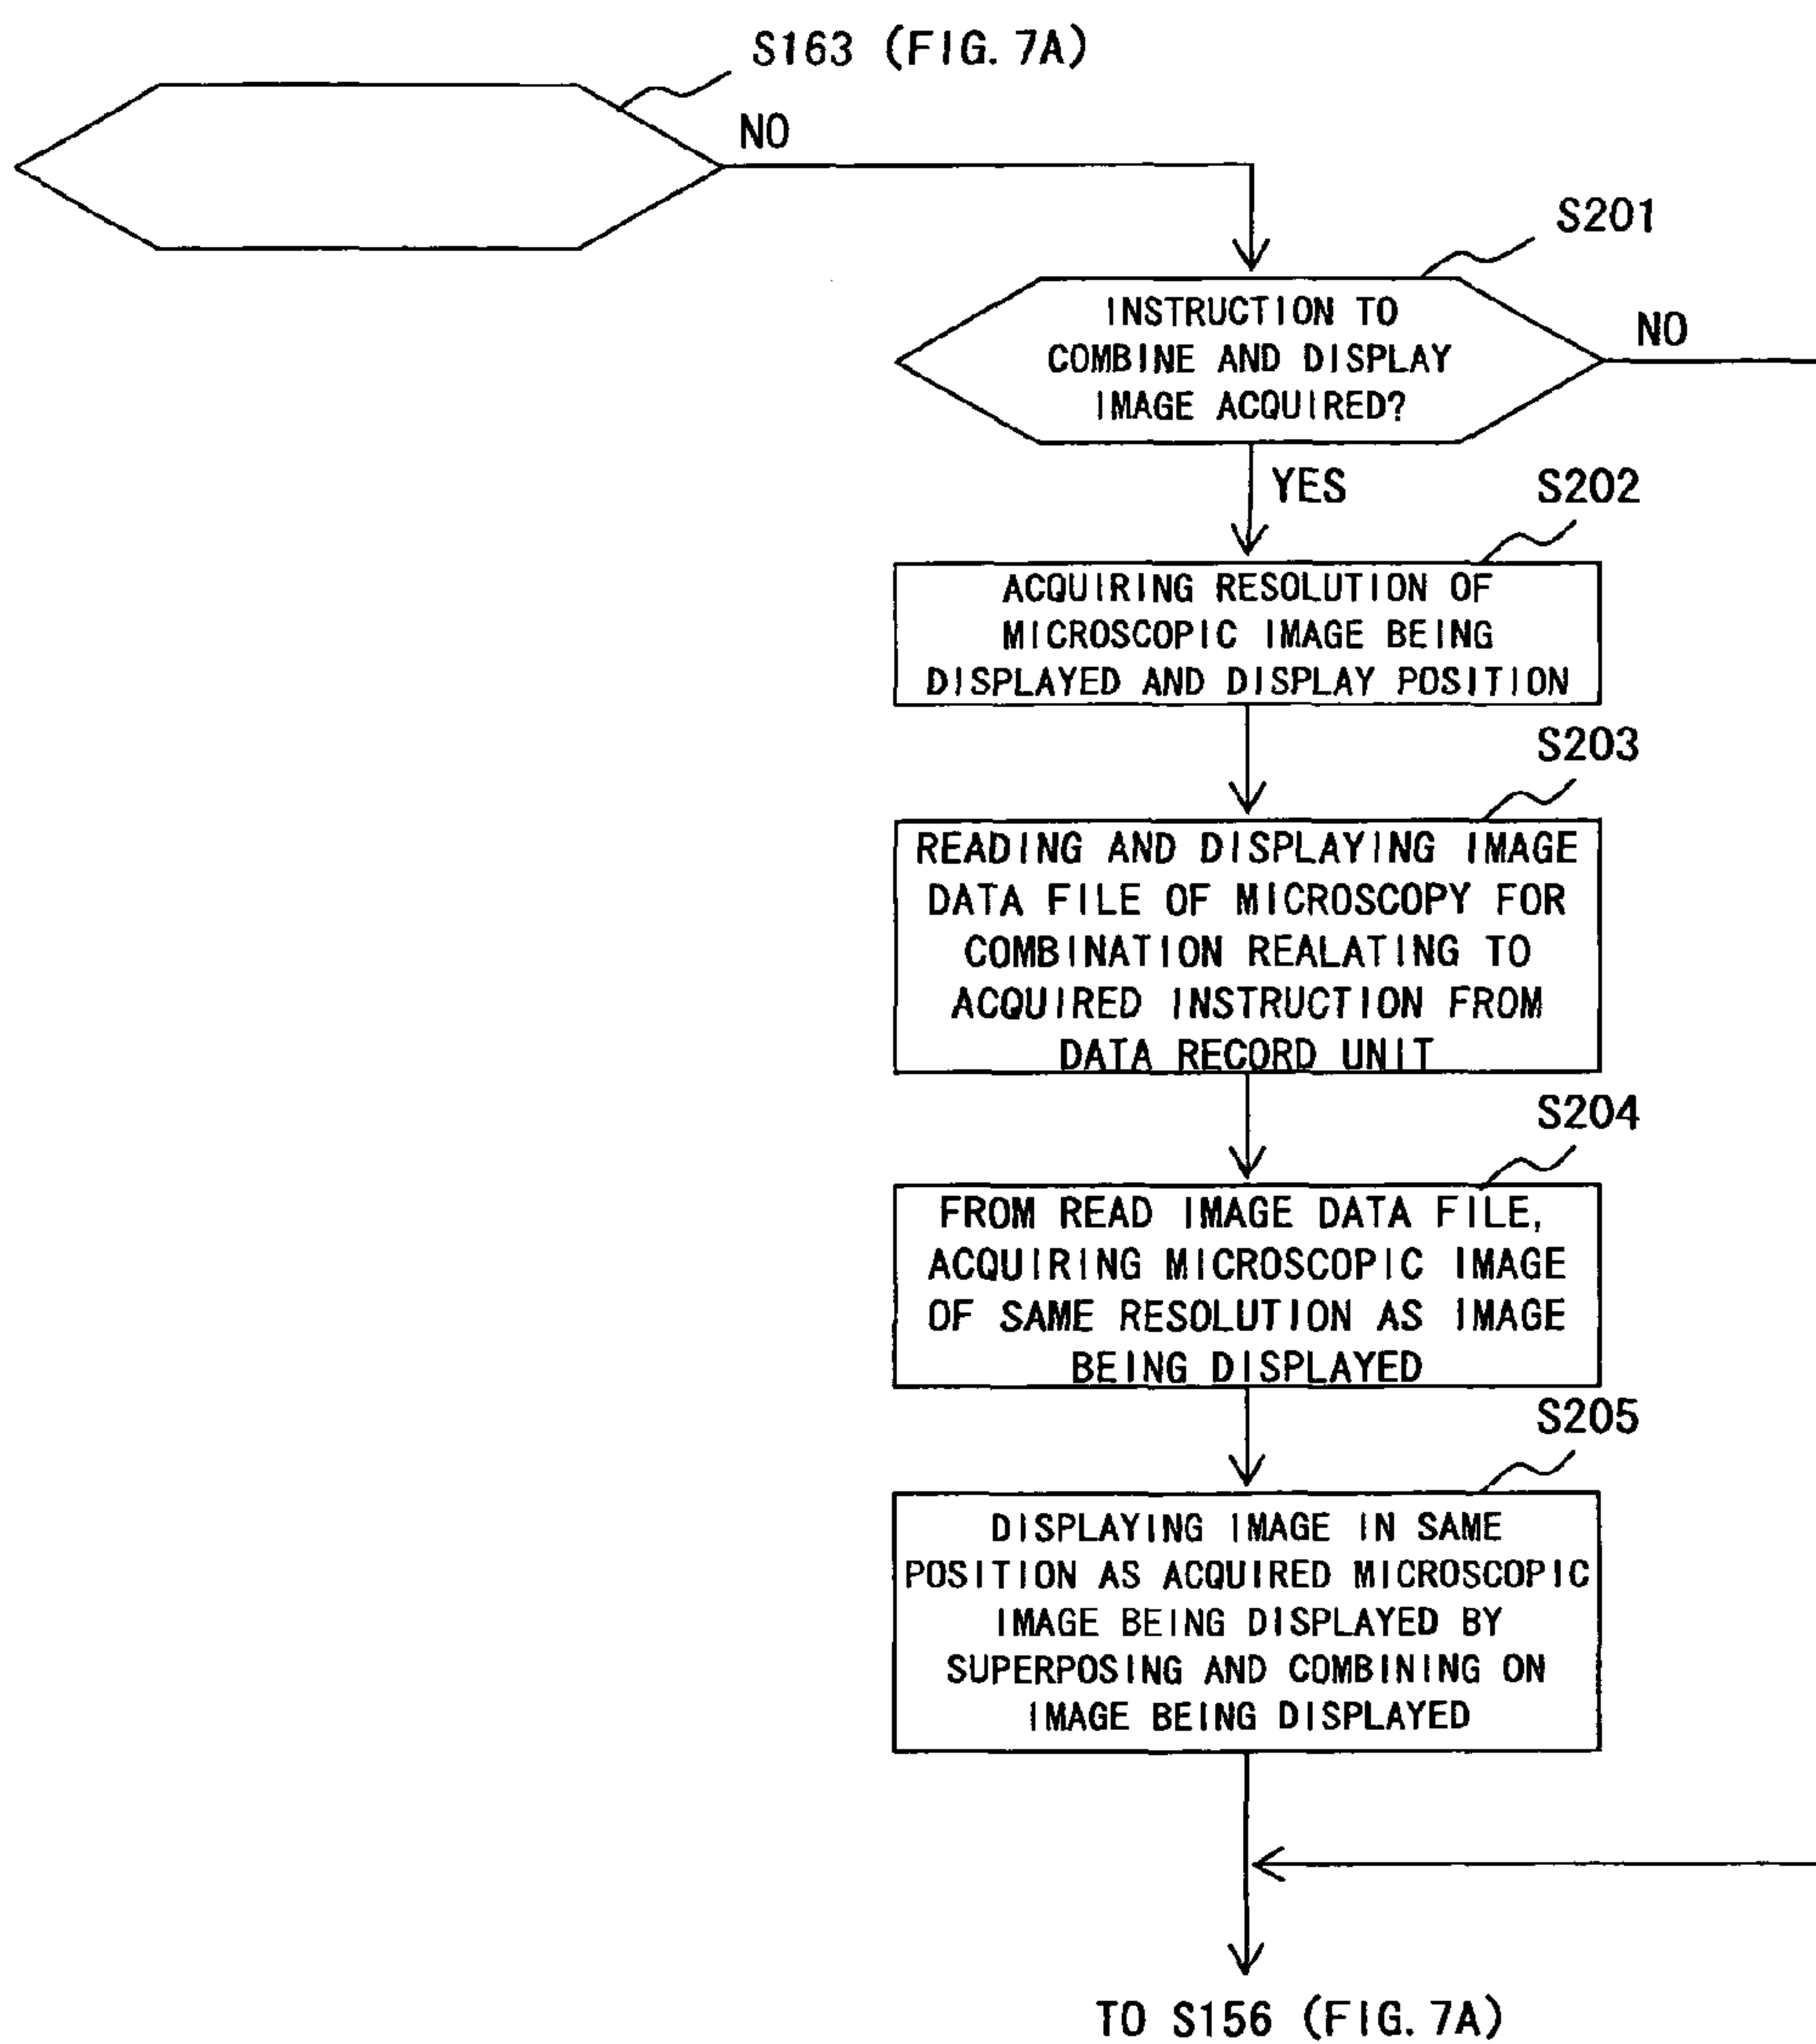 S163 (FIG. 7A)
NO
S201
INSTRUCTION TO
COMBINE AND DISPLAY
IMAGE ACQUIRED?
NO
YES
S202
ACQUIRING RESOLUTION OF
MICROSCOPIC IMAGE BEING
DISPLAYED AND DISPLAY POSITION
S203
READING AND DISPLAYING IMAGE
DATA FILE OF MICROSCOPY FOR
COMBINATION REALATING TO
ACQUIRED INSTRUCTION FROM
DATA RECORD UNIT
S204
FROM READ IMAGE DATA FILE,
ACQUIRING MICROSCOPIC IMAGE
OF SAME RESOLUTION AS IMAGE
BEING DISPLAYED
S205
DISPLAYING IMAGE IN SAME
POSITION AS ACQUIRED MICROSCOPIC
IMAGE BEING DISPLAYED BY
SUPERPOSING AND COMBINING ON
IMAGE BEING DISPLAYED
TO S156 (FIG. 7A)